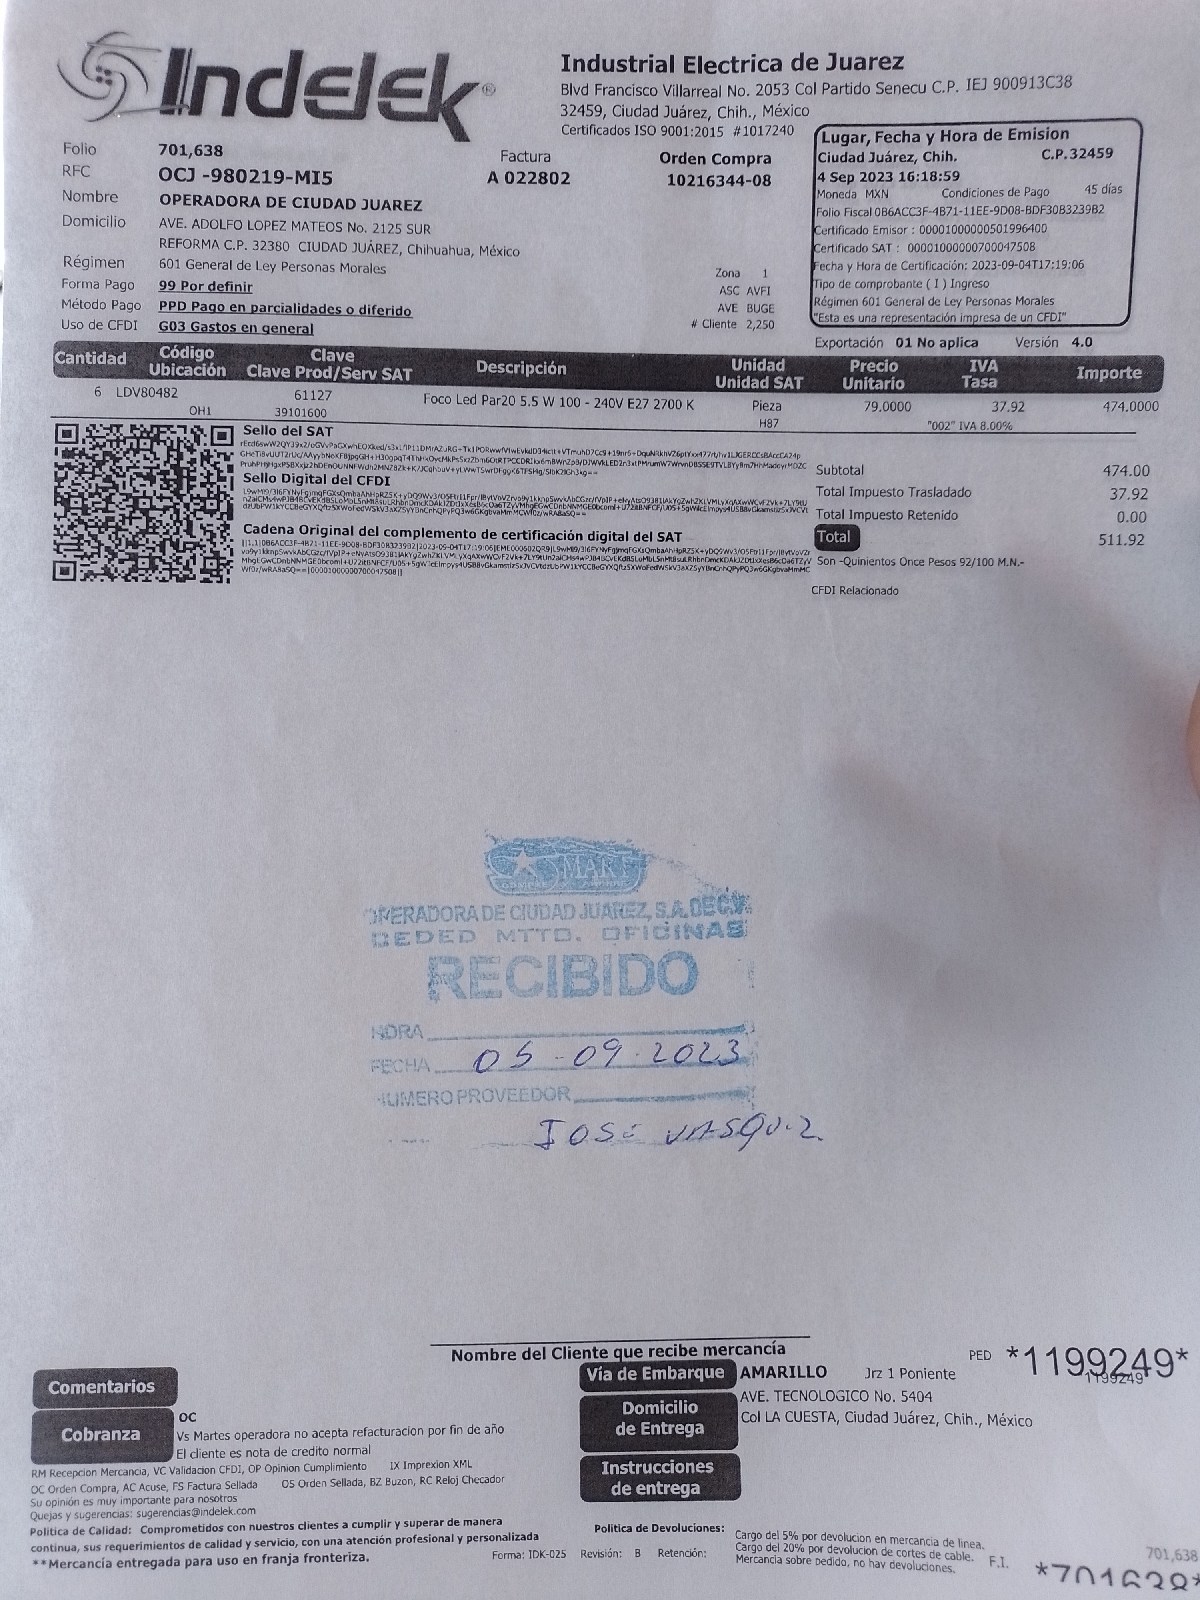 Indelek®
Industrial Electrica de Juarez
Blvd Francisco Villarreal No. 2053 Col Partido Senecu C.P. IEJ 900913C38
32459, Ciudad Juárez, Chih., México
Certificados ISO 9001:2015 #1017240
Folio 701,638
RFC OCJ -980219-MI5
Factura
A 022802
Orden Compra
10216344-08
Nombre OPERADORA DE CIUDAD JUAREZ
Domicilio AVE. ADOLFO LOPEZ MATEOS No. 2125 SUR
REFORMA C.P. 32380 CIUDAD JUÁREZ, Chihuahua, México
Régimen 601 General de Ley Personas Morales
Forma Pago 99 Por definir
Método Pago PPD Pago en parcialidades o diferido
Uso de CFDI G03 Gastos en general
Zona 1
ASC AVFI
AVE BUGE
# Cliente 2,250
Lugar, Fecha y Hora de Emision
Ciudad Juárez, Chih. C.P.32459
4 Sep 2023 16:18:59
Moneda MXN Condiciones de Pago 45 días
Folio Fiscal 0B6ACC3F-4B71-11EE-9D08-BDF30B3239B2
Certificado Emisor : 00001000000501996400
Certificado SAT : 00001000000700047508
Fecha y Hora de Certificación: 2023-09-04T17:19:06
Tipo de comprobante ( I ) Ingreso
Régimen 601 General de Ley Personas Morales
"Esta es una representación impresa de un CFDI"
Exportación 01 No aplica Versión 4.0
Cantidad Código Ubicación Clave Clave Prod/Serv SAT Descripción Unidad Unidad SAT Precio Unitario IVA Tasa Importe
6 LDV80482 61127 Foco Led Par20 5.5 W 100 - 240V E27 2700 K Pieza 79.0000 37.92 474.0000
OH1 39101600 H87 "002" IVA 8.00%
Sello del SAT
Sello Digital del CFDI
Cadena Original del complemento de certificación digital del SAT
Subtotal 474.00
Total Impuesto Trasladado 37.92
Total Impuesto Retenido 0.00
Total 511.92
Son -Quinientos Once Pesos 92/100 M.N.-
CFDI Relacionado
SMART
OPERADORA DE CIUDAD JUAREZ, S.A. DE C.V.
CEDED MTTO. OFICINAS
RECIBIDO
HORA
FECHA 05-09-2023
NUMERO PROVEEDOR
Nombre del Cliente que recibe mercancía
PED *1199249*
1199249
Comentarios
Cobranza
OC
Vs Martes operadora no acepta refacturacion por fin de año
El cliente es nota de credito normal
Vía de Embarque AMARILLO Jrz 1 Poniente
Domicilio de Entrega AVE. TECNOLOGICO No. 5404
Col LA CUESTA, Ciudad Juárez, Chih., México
Instrucciones de entrega
RM Recepcion Mercancia, VC Validacion CFDI, OP Opinion Cumplimiento IX Imprexion XML
OC Orden Compra, AC Acuse, FS Factura Sellada OS Orden Sellada, BZ Buzon, RC Reloj Checador
Su opinión es muy importante para nosotros
Quejas y sugerencias: sugerencias@indelek.com
Politica de Calidad: Comprometidos con nuestros clientes a cumplir y superar de manera
continua, sus requerimientos de calidad y servicio, con una atención profesional y personalizada
**Mercancía entregada para uso en franja fronteriza.
Forma: IDK-025 Revisión: B Retención:
Politica de Devoluciones:
Cargo del 5% por devolucion en mercancia de linea.
Cargo del 20% por devolucion de cortes de cable.
Mercancia sobre pedido, no hay devoluciones.
F.I.
701,638
*701638*